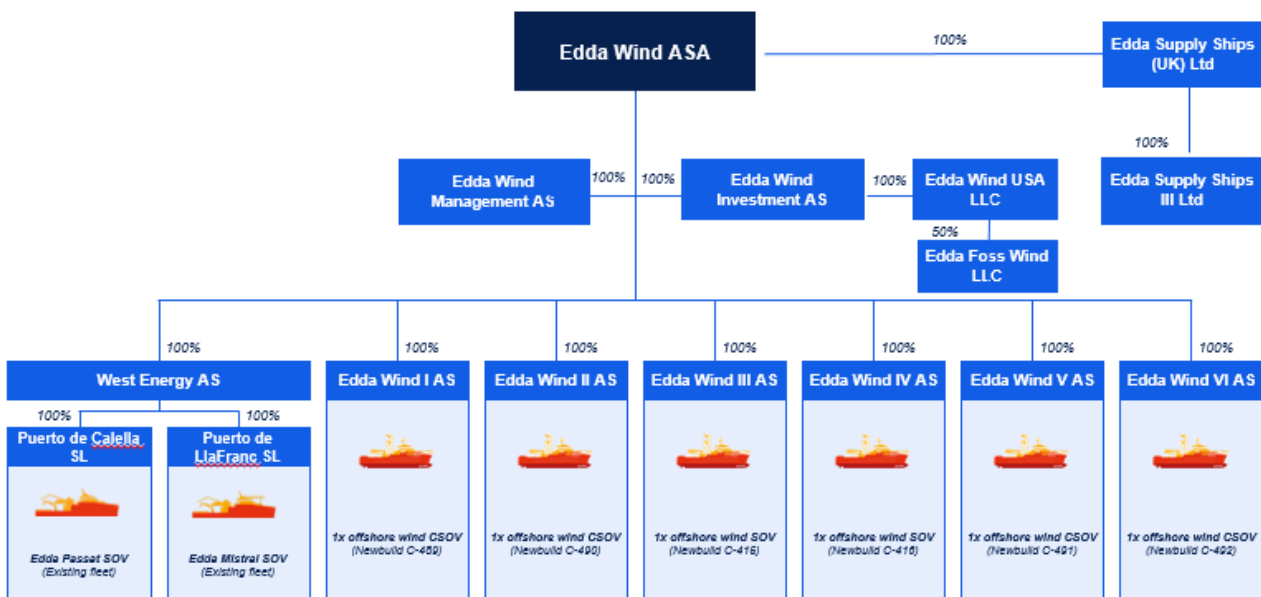 Edda Wind ASA
100%
Edda Supply Ships
(UK) Ltd
100%
Edda Supply Ships
III Ltd
Edda Wind
Management AS
100%
100%
Edda Wind
Investment AS
100%
Edda Wind USA
LLC
50%
Edda Foss Wind
LLC
100%
100%
100%
100%
100%
100%
100%
West Energy AS
Edda Wind I AS
Edda Wind II AS
Edda Wind III AS
Edda Wind IV AS
Edda Wind V AS
Edda Wind VI AS
100%
100%
Puerto de Calella
SL
Puerto de
LlaFranc SL
Edda Passat SOV
(Existing fleet)
Edda Mistral SOV
(Existing fleet)
1x offshore wind CSOV
(Newbuild C-489)
1x offshore wind CSOV
(Newbuild C-490)
1x offshore wind SOV
(Newbuild C-415)
1x offshore wind SOV
(Newbuild C-416)
1x offshore wind CSOV
(Newbuild C-491)
1x offshore wind CSOV
(Newbuild C-492)